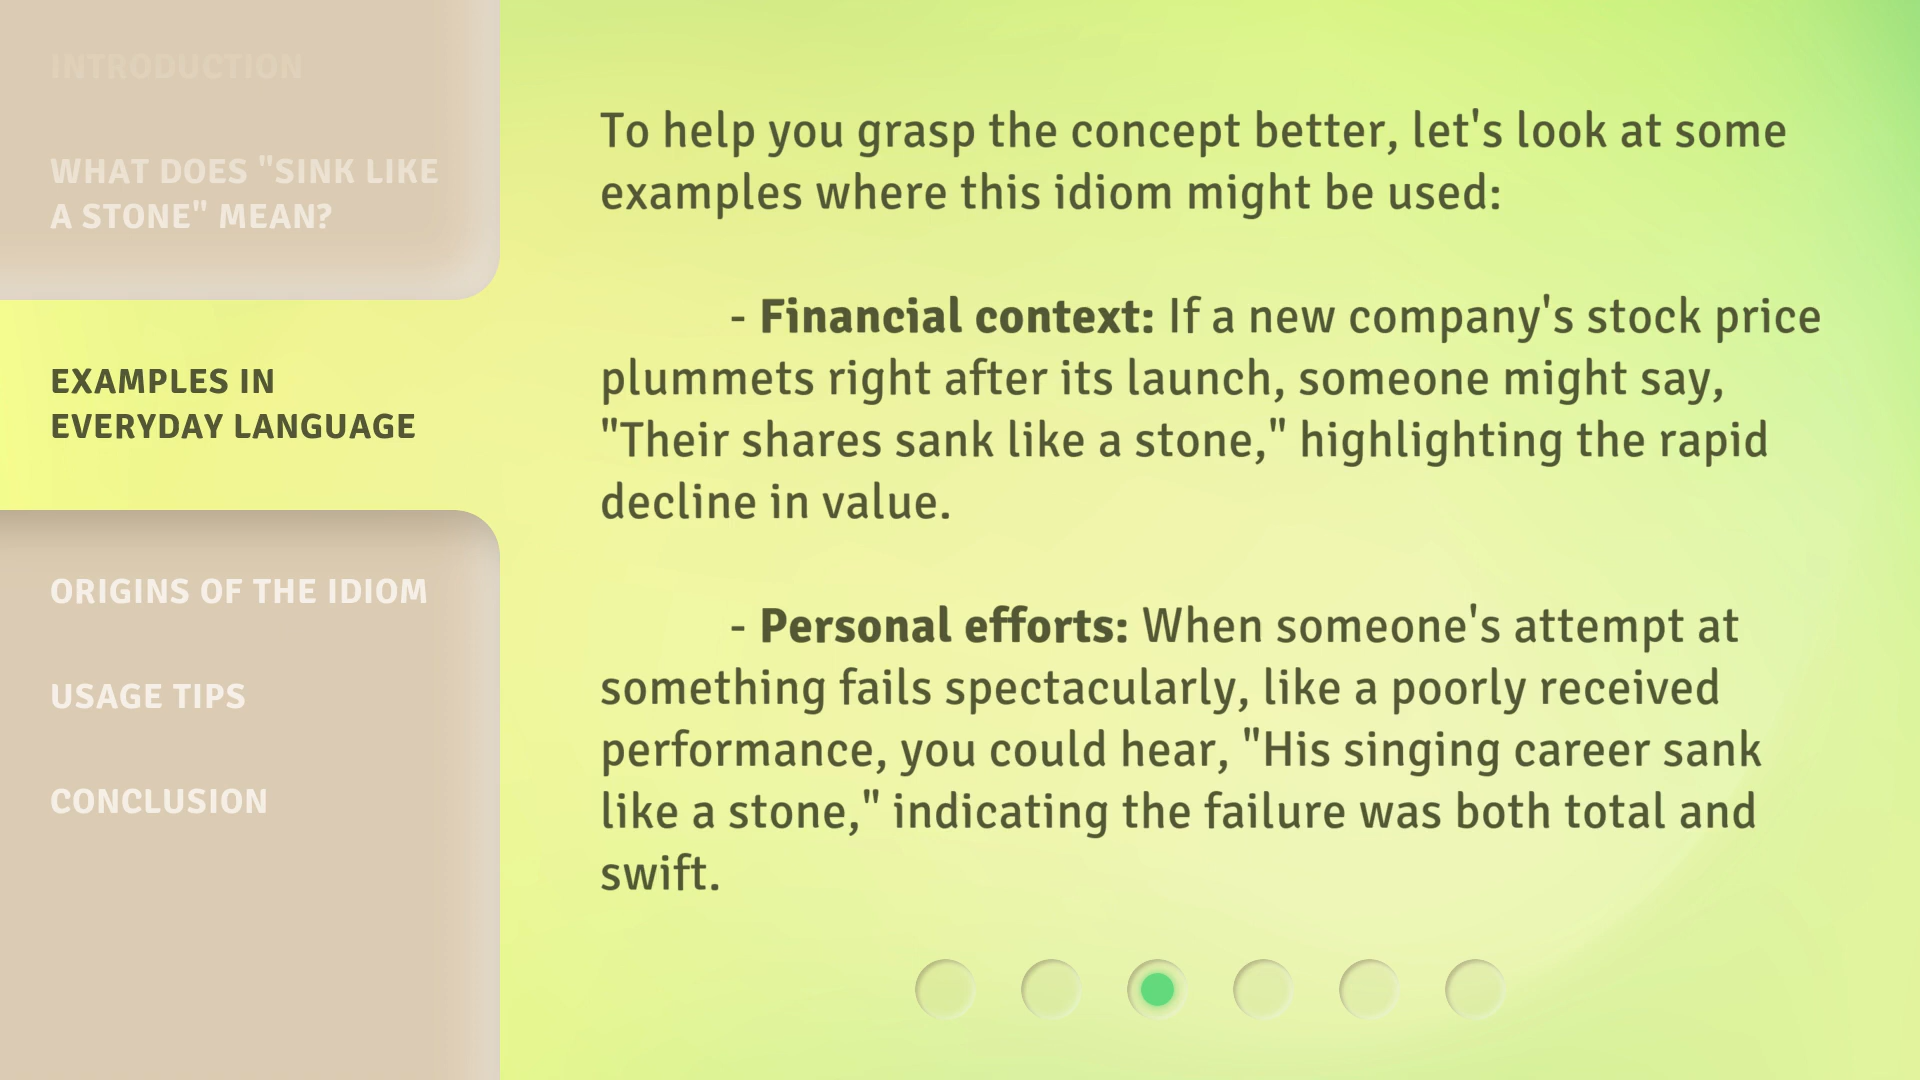 INTRODUCTION
WHAT DOES "SINK LIKE
A STONE" MEAN?
EXAMPLES IN
EVERYDAY LANGUAGE
ORIGINS OF THE IDIOM
USAGE TIPS
CONCLUSION
To help you grasp the concept better, let's look at some
examples where this idiom might be used:
- Financial context: If a new company's stock price
plummets right after its launch, someone might say,
"Their shares sank like a stone," highlighting the rapid
decline in value.
- Personal efforts: When someone's attempt at
something fails spectacularly, like a poorly received
performance, you could hear, "His singing career sank
like a stone," indicating the failure was both total and
swift.